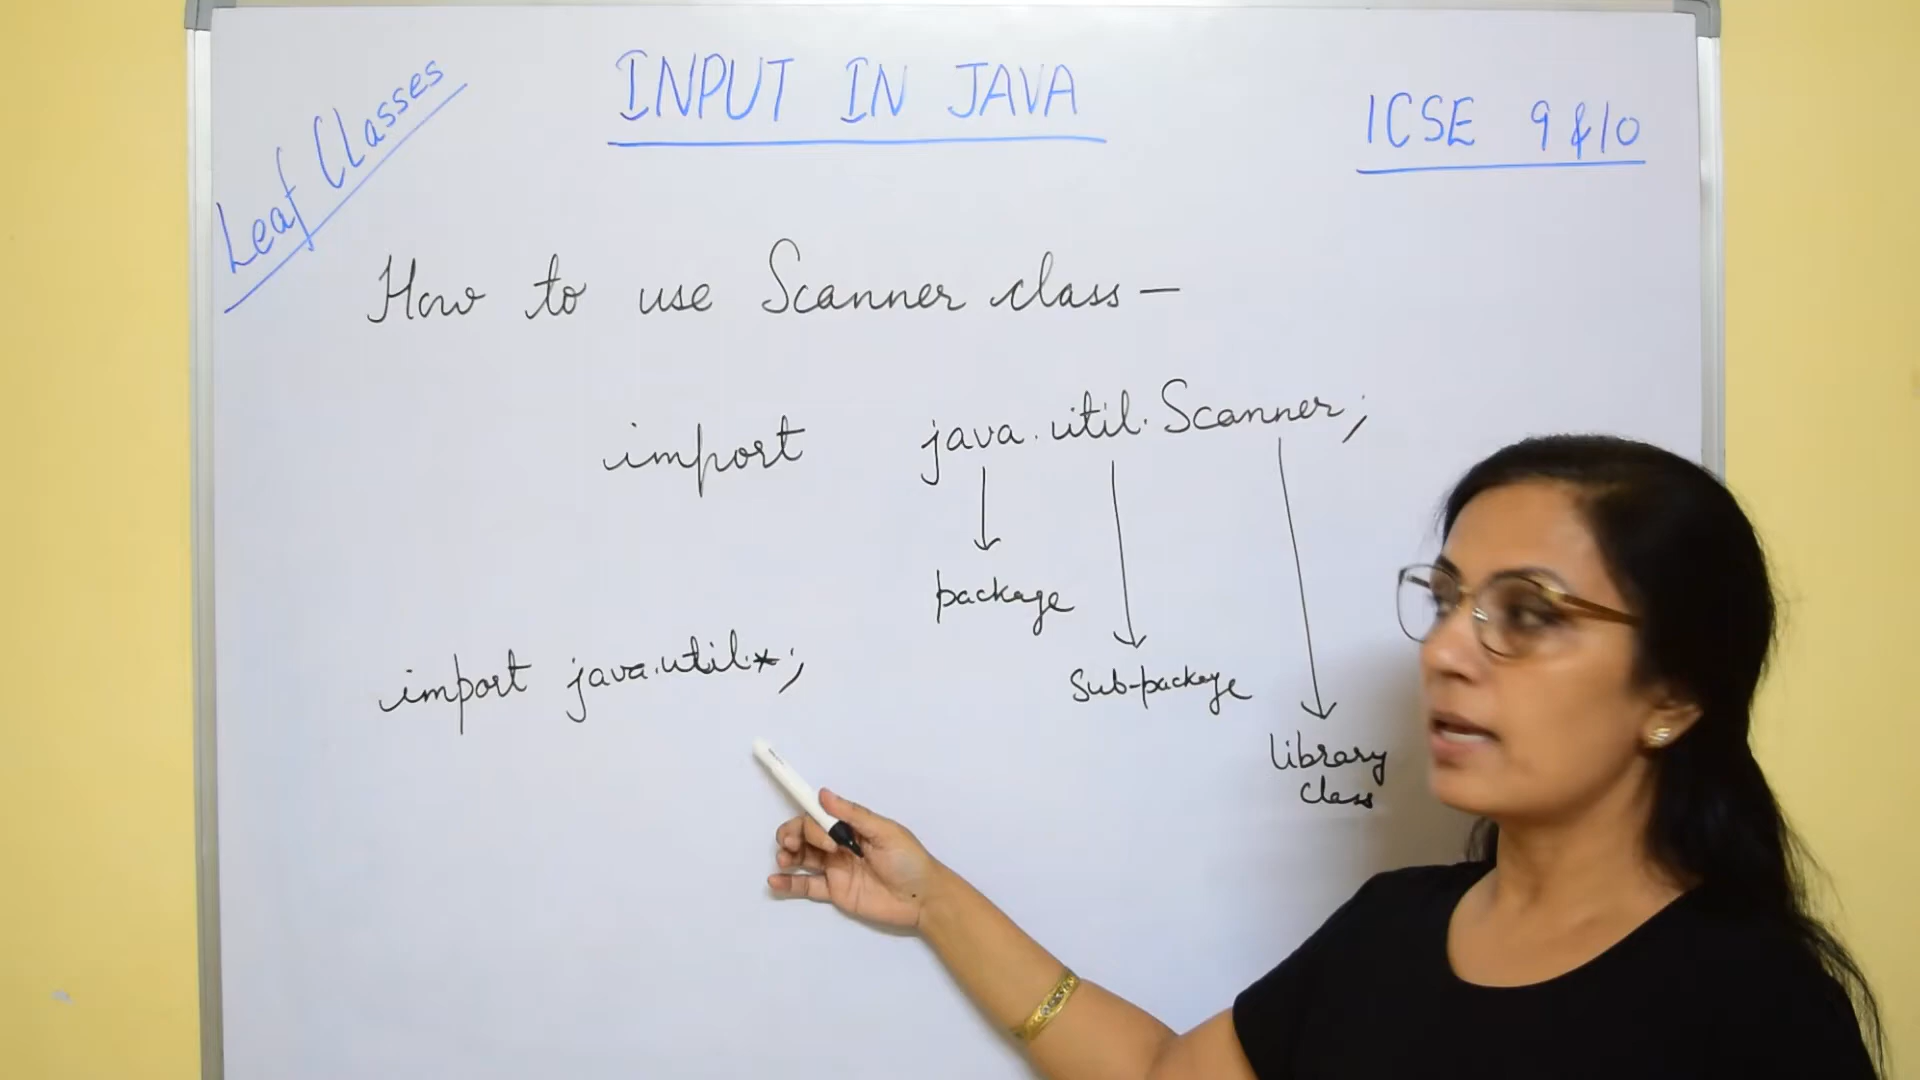 Leaf Classes
INPUT IN JAVA
ICSE 9 & 10
How to use Scanner class —
import java.util.Scanner;
package
Sub-package
library
class
import java.util.*;